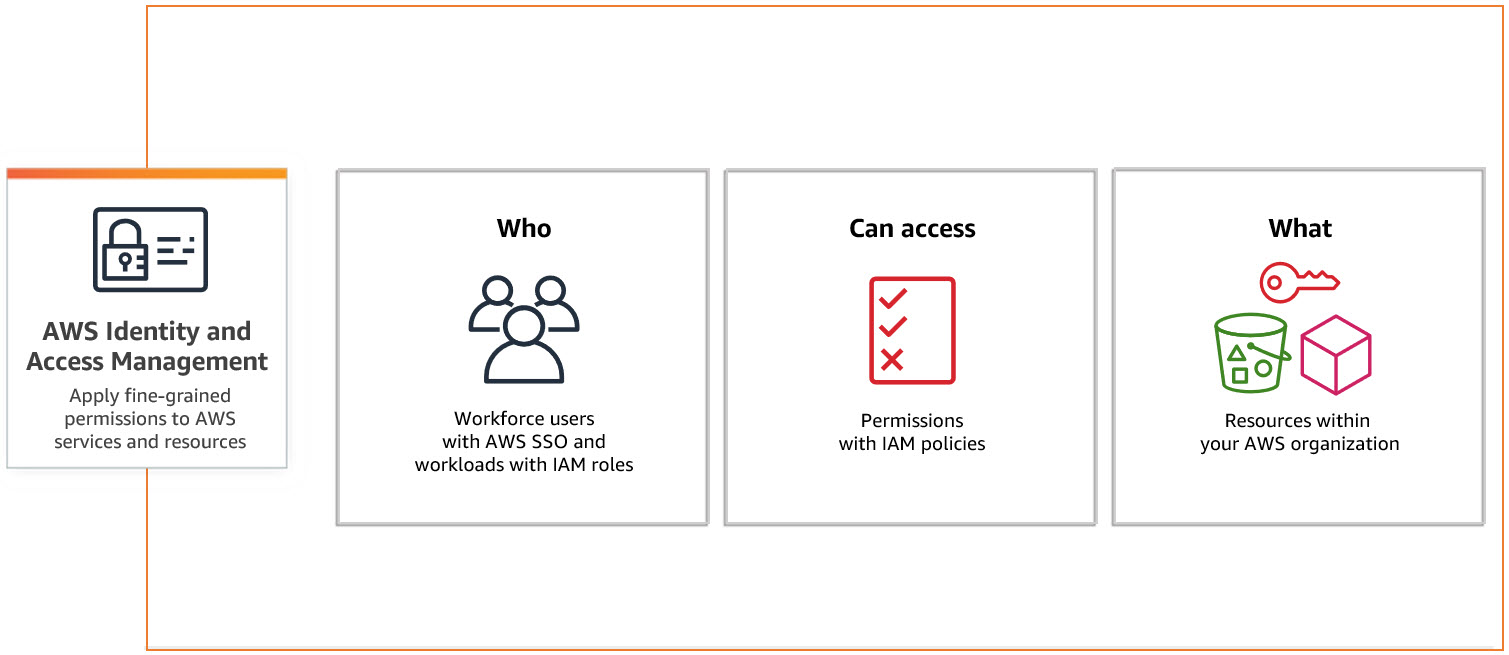 AWS Identity and
Access Management
Apply fine-grained
permissions to AWS
services and resources
Who
Workforce users
with AWS SSO and
workloads with IAM roles
Can access
Permissions
with IAM policies
What
Resources within
your AWS organization